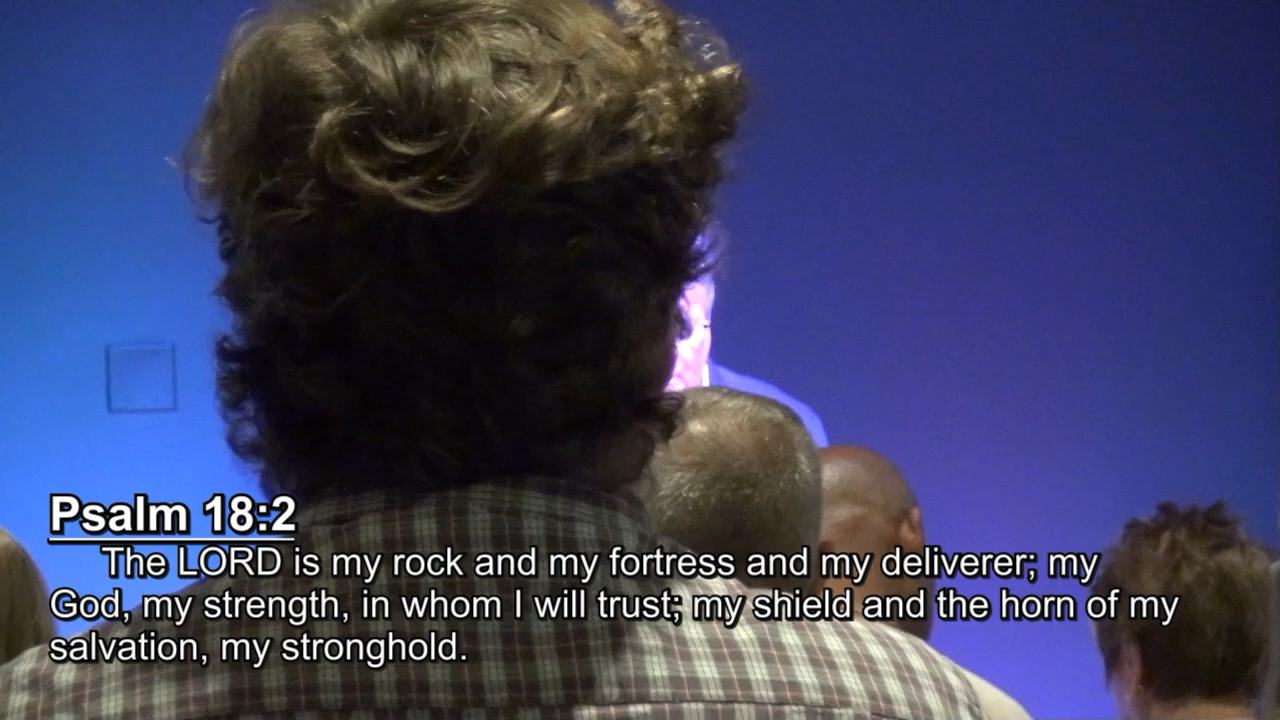 Psalm 18:2
The LORD is my rock and my fortress and my deliverer; my
God, my strength, in whom I will trust; my shield and the horn of my
salvation, my stronghold.